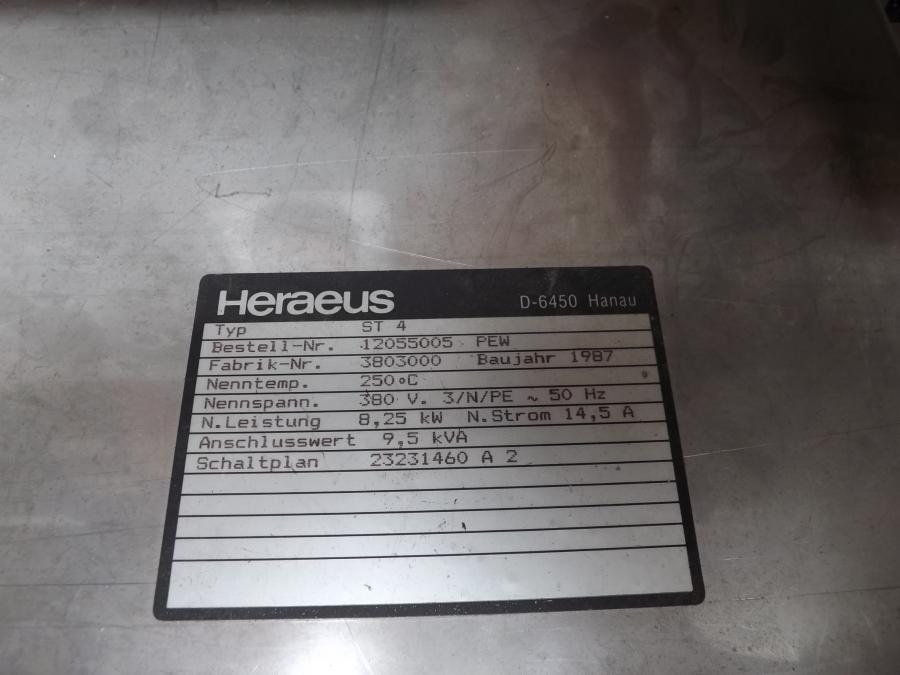 Heraeus D-6450 Hanau
Typ ST 4
Bestell-Nr. 12055005 PEW
Fabrik-Nr. 3803000 Baujahr 1987
Nenntemp. 250°C
Nennspann. 380 V. 3/N/PE ~ 50 Hz
N.Leistung 8,25 kW N.Strom 14,5 A
Anschlusswert 9,5 kVA
Schaltplan 23231460 A 2